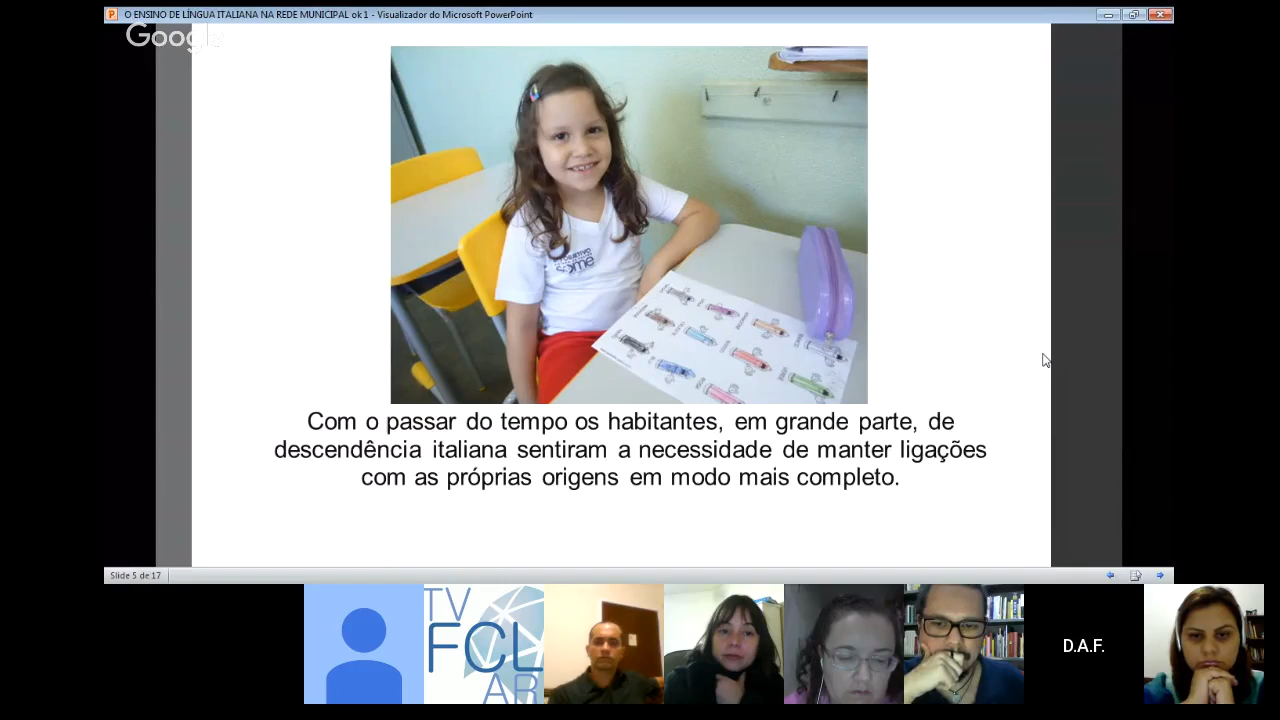 O ENSINO DE LÍNGUA ITALIANA NA REDE MUNICIPAL ok 1 - Visualizador do Microsoft PowerPoint
Google
Com o passar do tempo os habitantes, em grande parte, de
descendência italiana sentiram a necessidade de manter ligações
com as próprias origens em modo mais completo.
Slide 5 de 17
TV
FCL
AR
D.A.F.